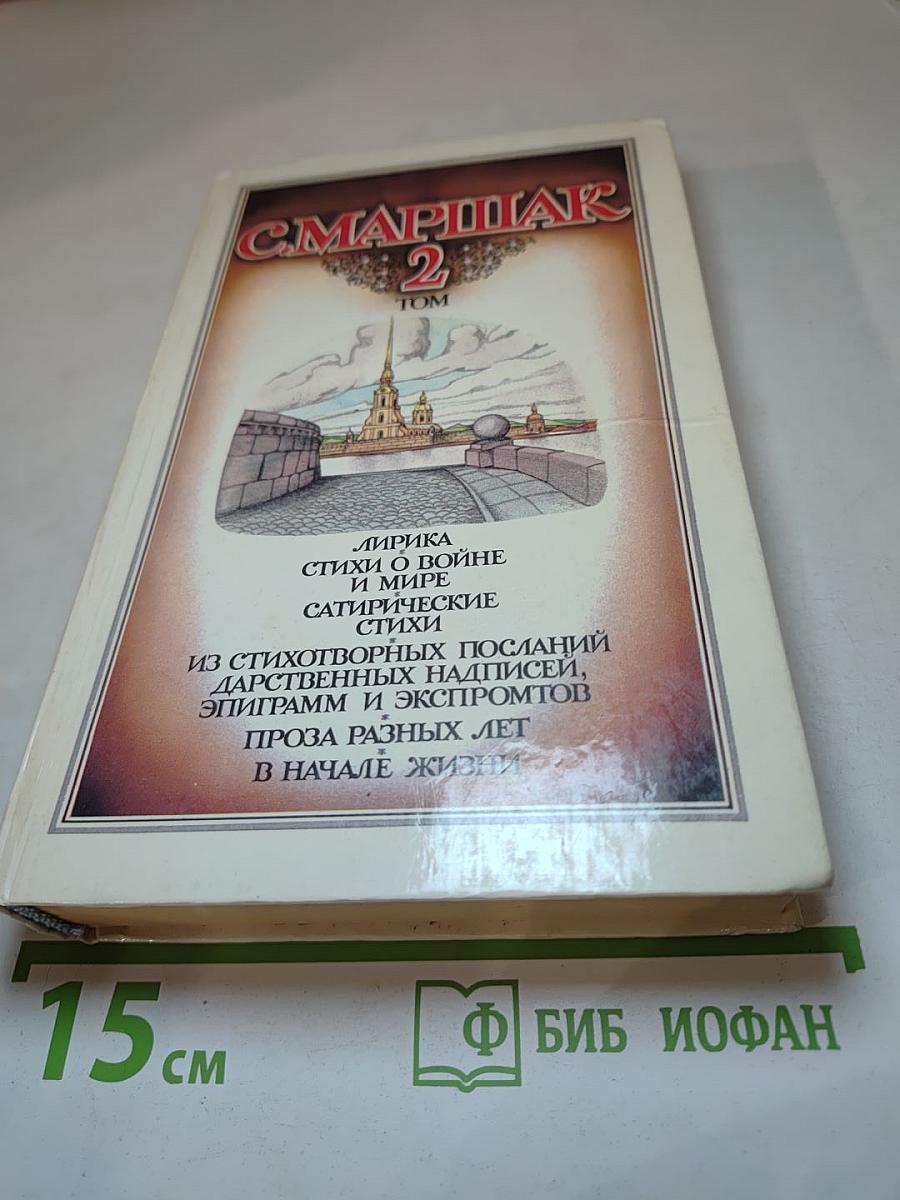 С. МАРШАК
2
ТОМ
ЛИРИКА
*
СТИХИ О ВОЙНЕ
И МИРЕ
*
САТИРИЧЕСКИЕ
СТИХИ
*
ИЗ СТИХОТВОРНЫХ ПОСЛАНИЙ
ДАРСТВЕННЫХ НАДПИСЕЙ,
ЭПИГРАММ И ЭКСПРОМТОВ
*
ПРОЗА РАЗНЫХ ЛЕТ
*
В НАЧАЛЕ ЖИЗНИ
15 см
Ф БИБ ИОФАН